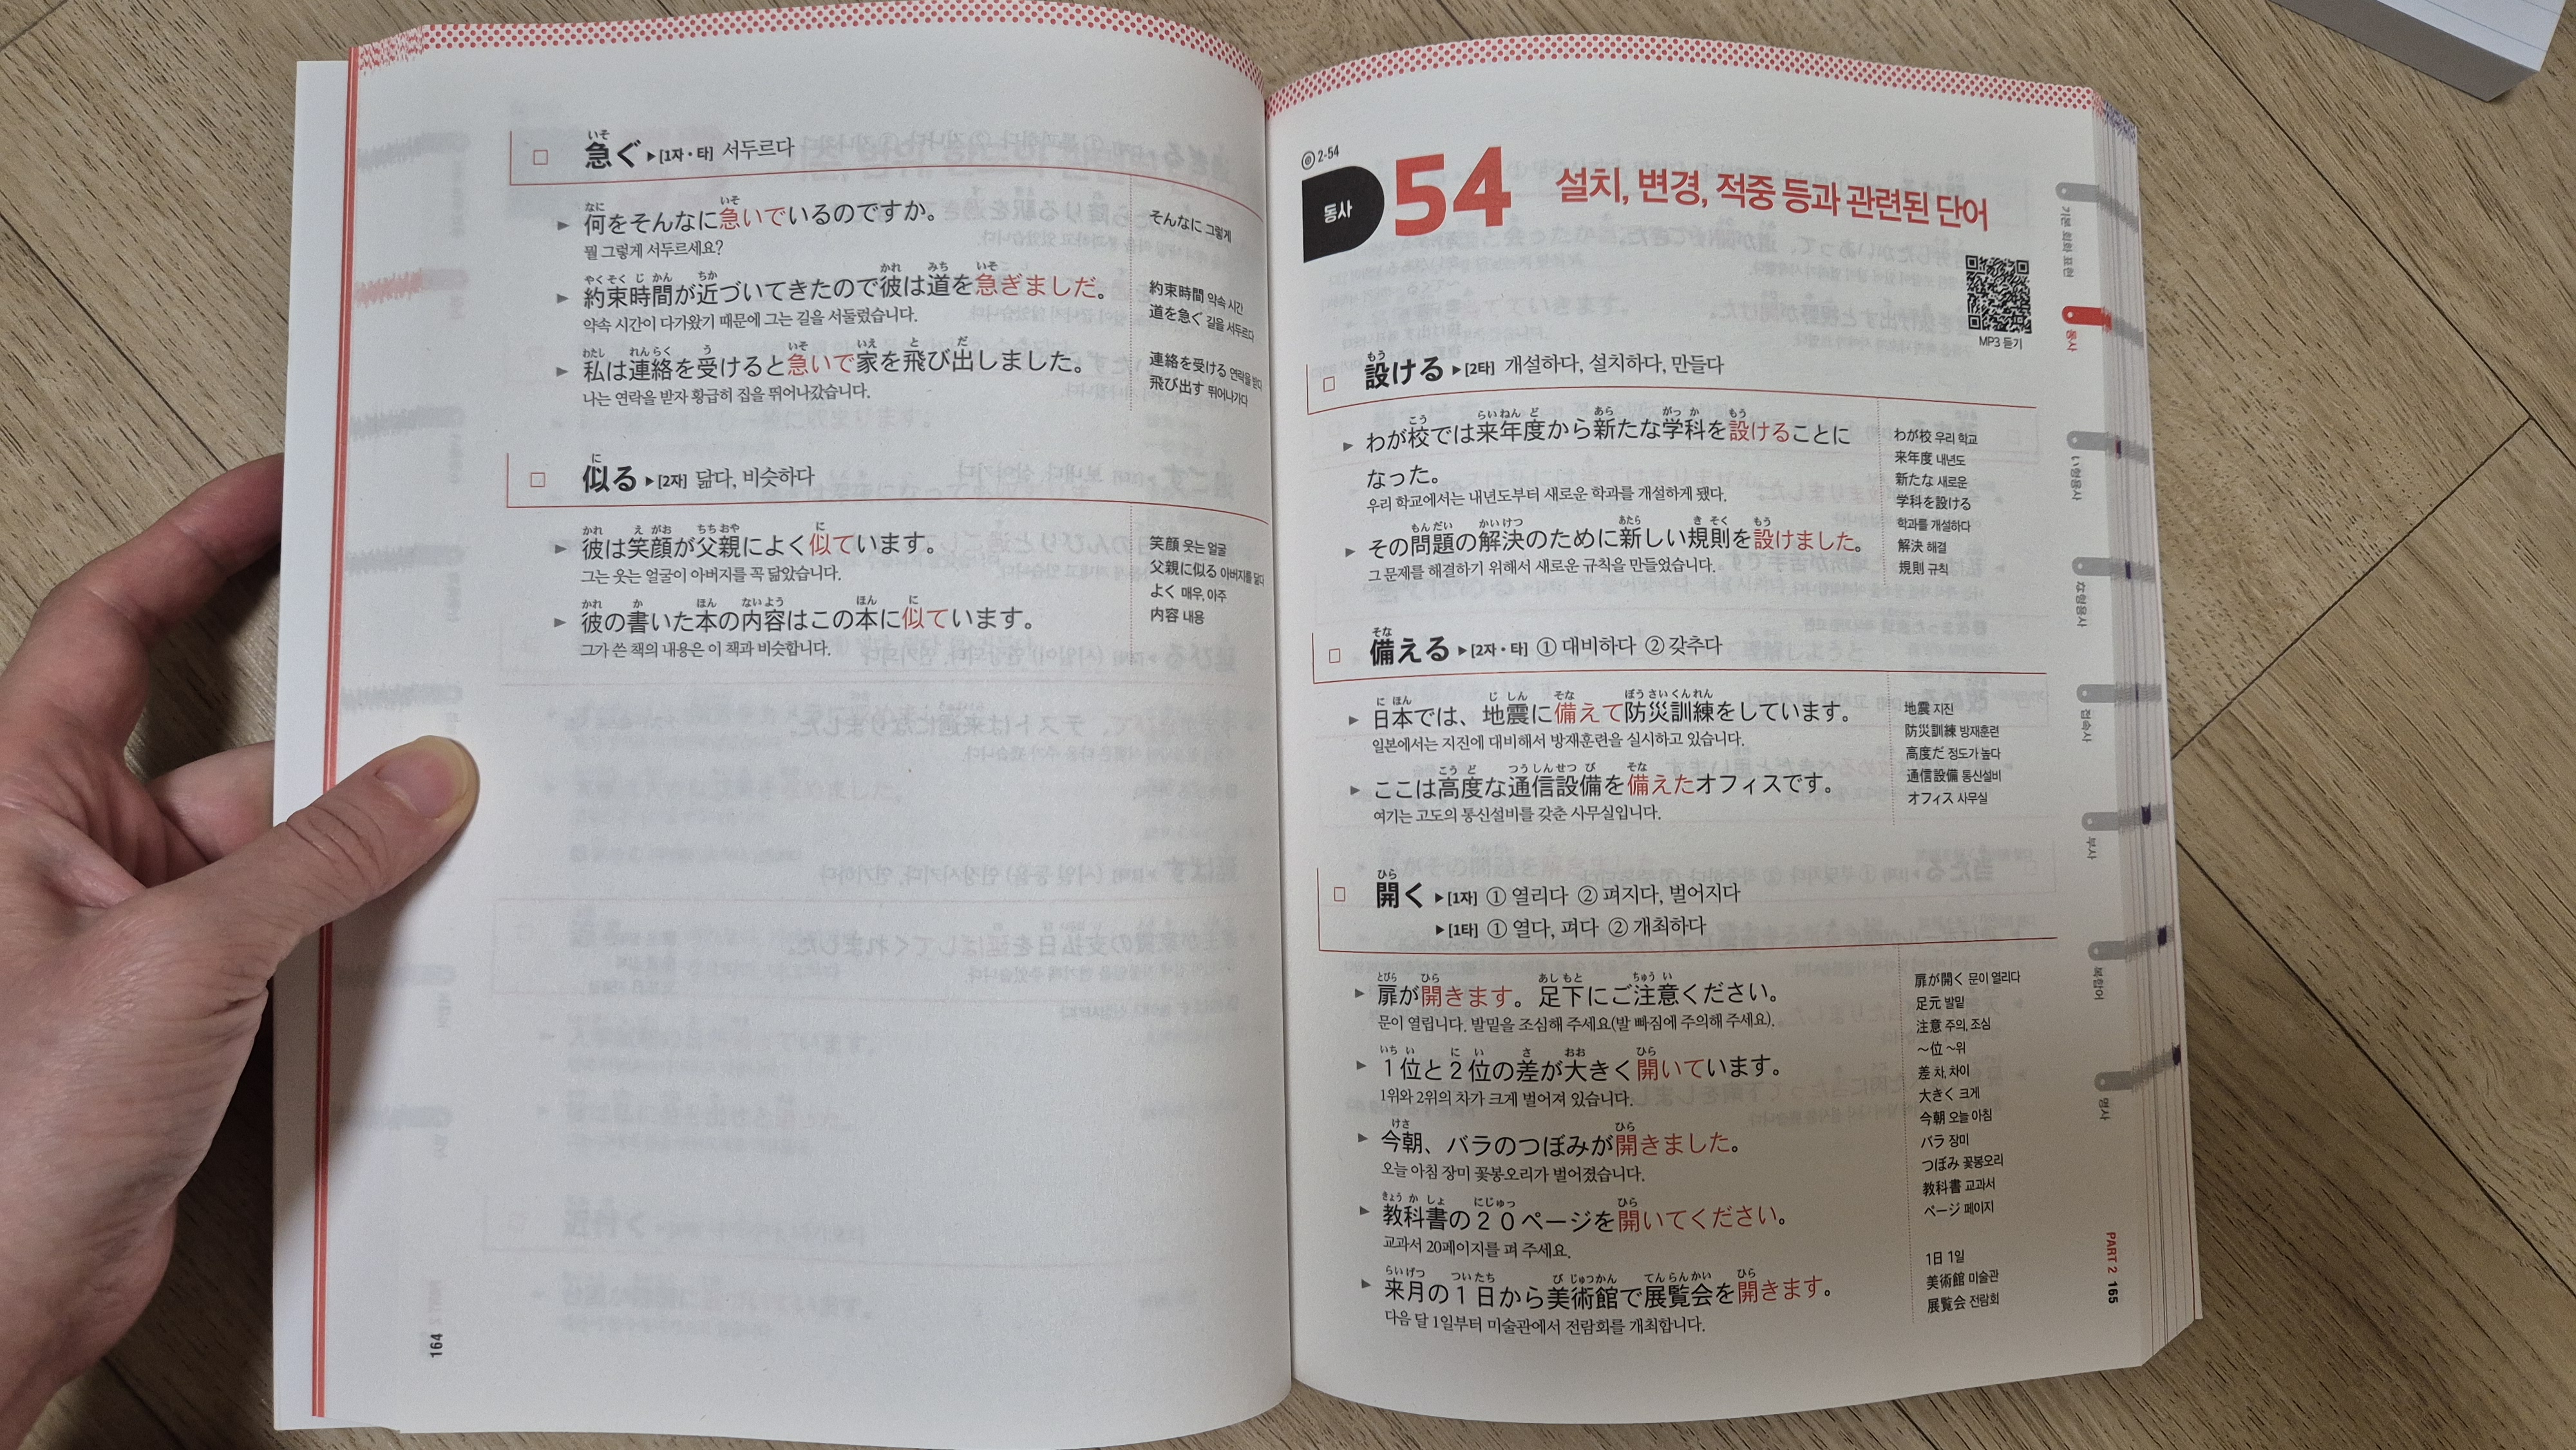 急ぐ ▶[1자·타] 서두르다
何をそんなに急いでいるのですか。
뭘 그렇게 서두르세요?
そんなに 그렇게
約束時間が近づいてきたので彼は道を急ぎましだ。
약속 시간이 다가왔기 때문에 그는 길을 서둘렀습니다.
約束時間 약속 시간
道を急ぐ 길을 서두르다
私は連絡を受けると急いで家を飛び出しました。
나는 연락을 받자 황급히 집을 뛰어나갔습니다.
連絡を受ける 연락을 받다
飛び出す 뛰어나가다
似る ▶[2자] 닮다, 비슷하다
彼は笑顔が父親によく似ています。
그는 웃는 얼굴이 아버지를 꼭 닮았습니다.
彼の書いた本の内容はこの本に似ています。
그가 쓴 책의 내용은 이 책과 비슷합니다.
笑顔 웃는 얼굴
父親に似る 아버지를 닮다
よく 매우, 아주
内容 내용
164
2-54
동사
54 설치, 변경, 적중 등과 관련된 단어
MP3 듣기
設ける ▶[2타] 개설하다, 설치하다, 만들다
わが校では来年度から新たな学科を設けることに
なった。
우리 학교에서는 내년도부터 새로운 학과를 개설하게 됐다.
その問題の解決のために新しい規則を設けました。
그 문제를 해결하기 위해서 새로운 규칙을 만들었습니다.
わが校 우리 학교
来年度 내년도
新たな 새로운
学科を設ける
학과를 개설하다
解決 해결
規則 규칙
備える ▶[2자·타] ① 대비하다 ② 갖추다
日本では、地震に備えて防災訓練をしています。
일본에서는 지진에 대비해서 방재훈련을 실시하고 있습니다.
ここは高度な通信設備を備えたオフィスです。
여기는 고도의 통신설비를 갖춘 사무실입니다.
地震 지진
防災訓練 방재훈련
高度だ 정도가 높다
通信設備 통신설비
オフィス 사무실
開く ▶[1자] ① 열리다 ② 펴지다, 벌어지다
▶[1타] ① 열다, 펴다 ② 개최하다
扉が開きます。足下にご注意ください。
문이 열립니다. 발밑을 조심해 주세요(발 빠짐에 주의해 주세요).
1位と2位の差が大きく開いています。
1위와 2위의 차가 크게 벌어져 있습니다.
今朝、バラのつぼみが開きました。
오늘 아침 장미 꽃봉오리가 벌어졌습니다.
教科書の20ページを開いてください。
교과서 20페이지를 펴 주세요.
来月の1日から美術館で展覧会を開きます。
다음 달 1일부터 미술관에서 전람회를 개최합니다.
扉が開く 문이 열리다
足元 발밑
注意 주의, 조심
～位 ~위
差 차, 차이
大きく 크게
今朝 오늘 아침
バラ 장미
つぼみ 꽃봉오리
教科書 교과서
ページ 페이지
1日 1일
美術館 미술관
展覧会 전람회
기본 회화 표현
동사
い형용사
な형용사
접속사
부사
복합어
명사
PART 2 165